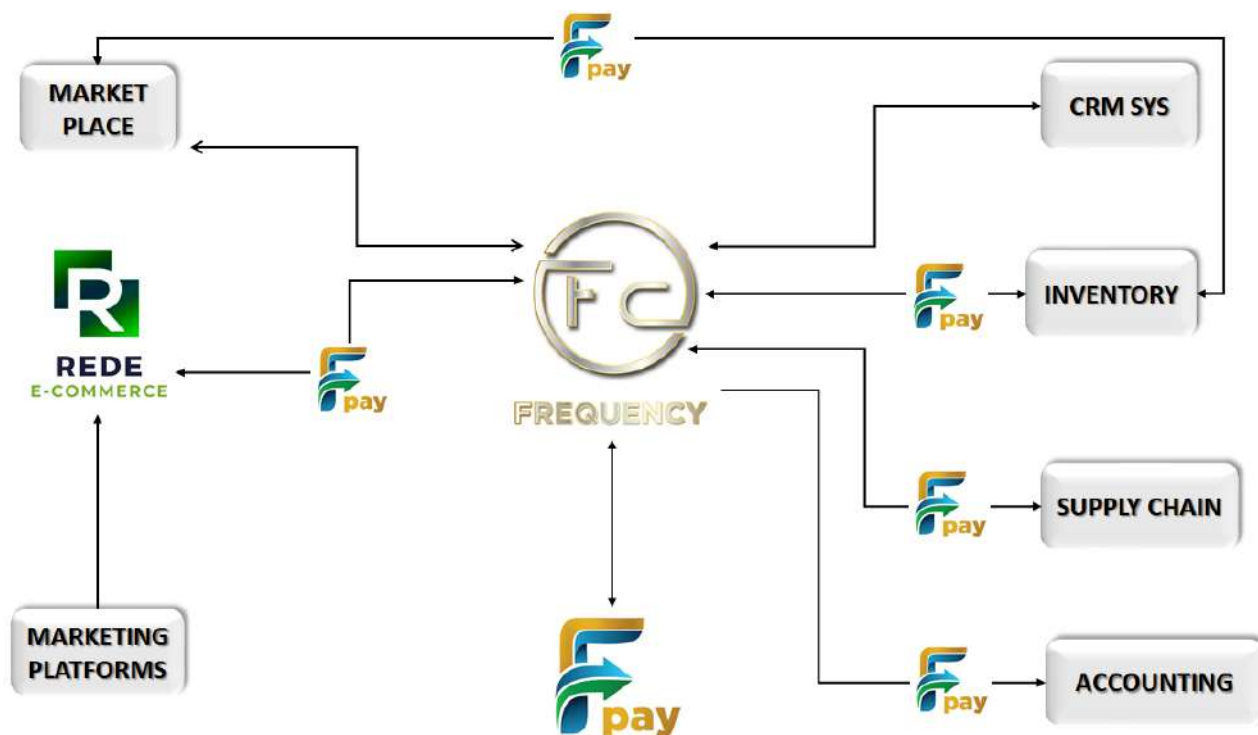 pay
MARKET
PLACE
CRM SYS
FC
INVENTORY
pay
R
REDE
E-COMMERCE
pay
FREQUENCY
SUPPLY CHAIN
pay
MARKETING
PLATFORMS
pay
ACCOUNTING
pay